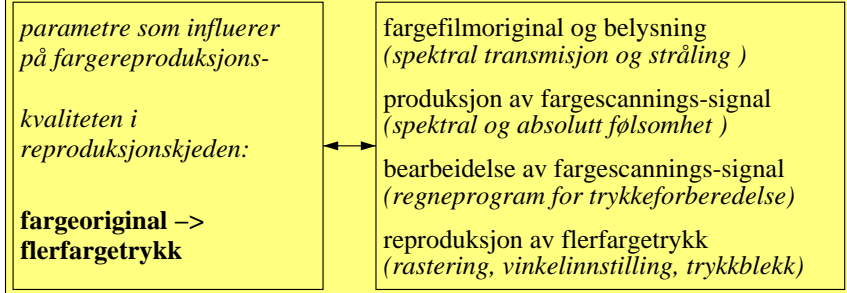 parametre som influerer
på fargereproduksjons-
kvaliteten i
reproduksjonskjeden:
fargeoriginal −>
flerfargetrykk
fargefilmoriginal og belysning
(spektral transmisjon og stråling )
produksjon av fargescannings-signal
(spektral og absolutt følsomhet )
bearbeidelse av fargescannings-signal
(regneprogram for trykkeforberedelse)
reproduksjon av flerfargetrykk
(rastering, vinkelinnstilling, trykkblekk)